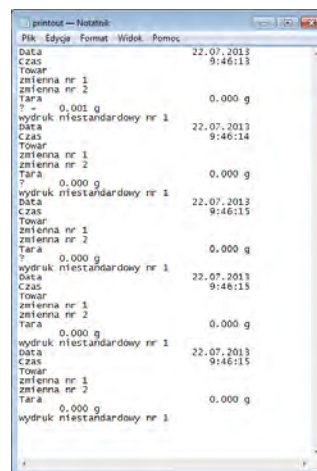 printout — Notatnik
Plik Edycja Format Widok Pomoc
Data 22.07.2013
Czas 9:46:13
Towar
zmienna nr 1
zmienna nr 2
Tara 0.000 g
? - 0.001 g
wydruk niestandardowy nr 1
Data 22.07.2013
Czas 9:46:14
Towar
zmienna nr 1
zmienna nr 2
Tara 0.000 g
? 0.000 g
wydruk niestandardowy nr 1
Data 22.07.2013
Czas 9:46:15
Towar
zmienna nr 1
zmienna nr 2
Tara 0.000 g
? 0.000 g
wydruk niestandardowy nr 1
Data 22.07.2013
Czas 9:46:15
Towar
zmienna nr 1
zmienna nr 2
Tara 0.000 g
0.000 g
wydruk niestandardowy nr 1
Data 22.07.2013
Czas 9:46:15
Towar
zmienna nr 1
zmienna nr 2
Tara 0.000 g
0.000 g
wydruk niestandardowy nr 1